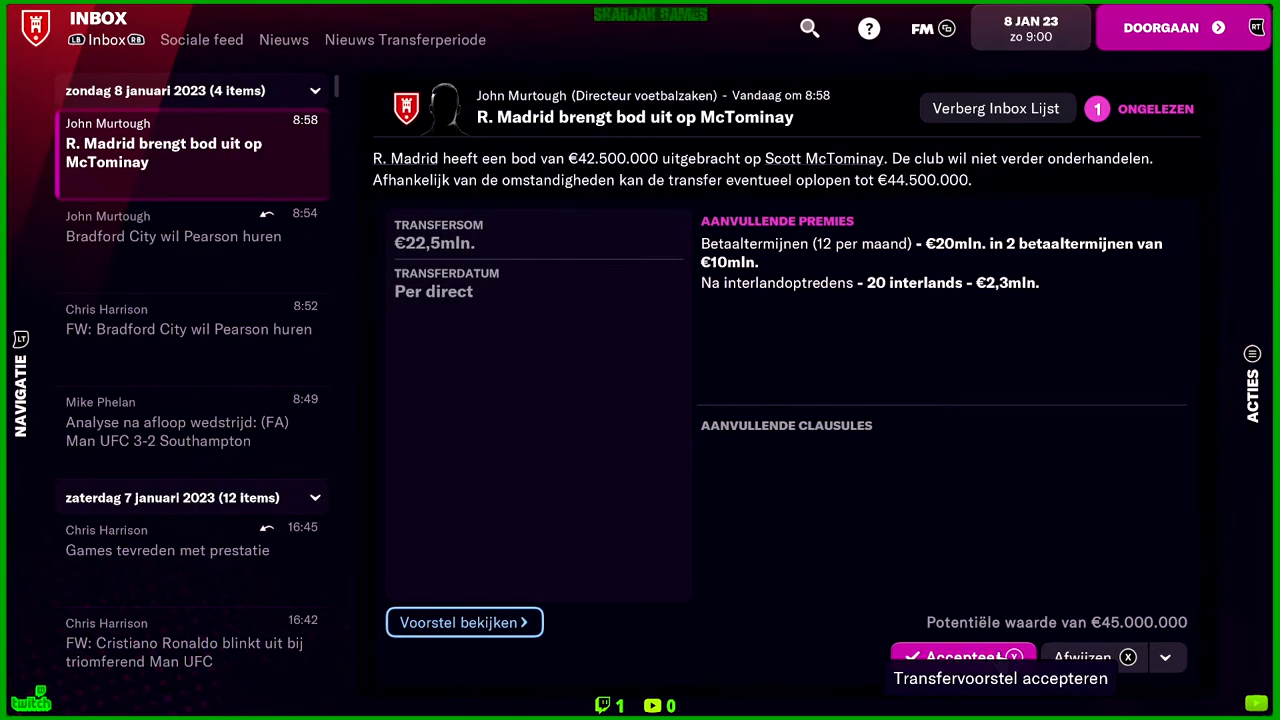 SKARJAH GAMES
INBOX
LB Inbox RB
Sociale feed
Nieuws
Nieuws Transferperiode
?
FM
8 JAN 23
zo 9:00
DOORGAAN
RT
zondag 8 januari 2023 (4 items)
John Murtough
8:58
R. Madrid brengt bod uit op
McTominay
John Murtough
8:54
Bradford City wil Pearson huren
Chris Harrison
8:52
FW: Bradford City wil Pearson huren
Mike Phelan
8:49
Analyse na afloop wedstrijd: (FA)
Man UFC 3-2 Southampton
zaterdag 7 januari 2023 (12 items)
Chris Harrison
16:45
Games tevreden met prestatie
Chris Harrison
16:42
FW: Cristiano Ronaldo blinkt uit bij
triomferend Man UFC
LT
NAVIGATIE
John Murtough (Directeur voetbalzaken) - Vandaag om 8:58
R. Madrid brengt bod uit op McTominay
Verberg Inbox Lijst
1 ONGELEZEN
R. Madrid heeft een bod van €42.500.000 uitgebracht op Scott McTominay. De club wil niet verder onderhandelen.
Afhankelijk van de omstandigheden kan de transfer eventueel oplopen tot €44.500.000.
TRANSFERSOM
€22,5mln.
TRANSFERDATUM
Per direct
AANVULLENDE PREMIES
Betaaltermijnen (12 per maand) - €20mln. in 2 betaaltermijnen van
€10mln.
Na interlandoptredens - 20 interlands - €2,3mln.
AANVULLENDE CLAUSULES
Voorstel bekijken
Potentiële waarde van €45.000.000
Accepteer Y
Afwijzen X
Transfervoorstel accepteren
ACTIES
twitch
1
0